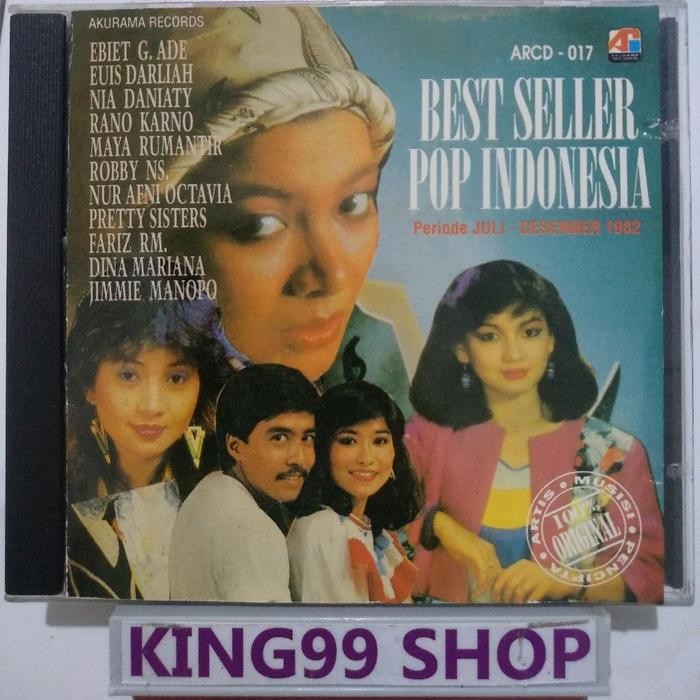 AKURAMA RECORDS
EBIET G. ADE
EUIS DARLIAH
NIA DANIATY
RANO KARNO
MAYA RUMANTIR
ROBBY NS.
NUR AFNI OCTAVIA
PRETTY SISTERS
FARIZ RM.
DINA MARIANA
JIMMIE MANOPO
ARCD - 017
BEST SELLER
POP INDONESIA
Periode JULI - DESEMBER 1982
ARTIS • MUSISI • PENCIPTA
100%
ORIGINAL
KING99 SHOP